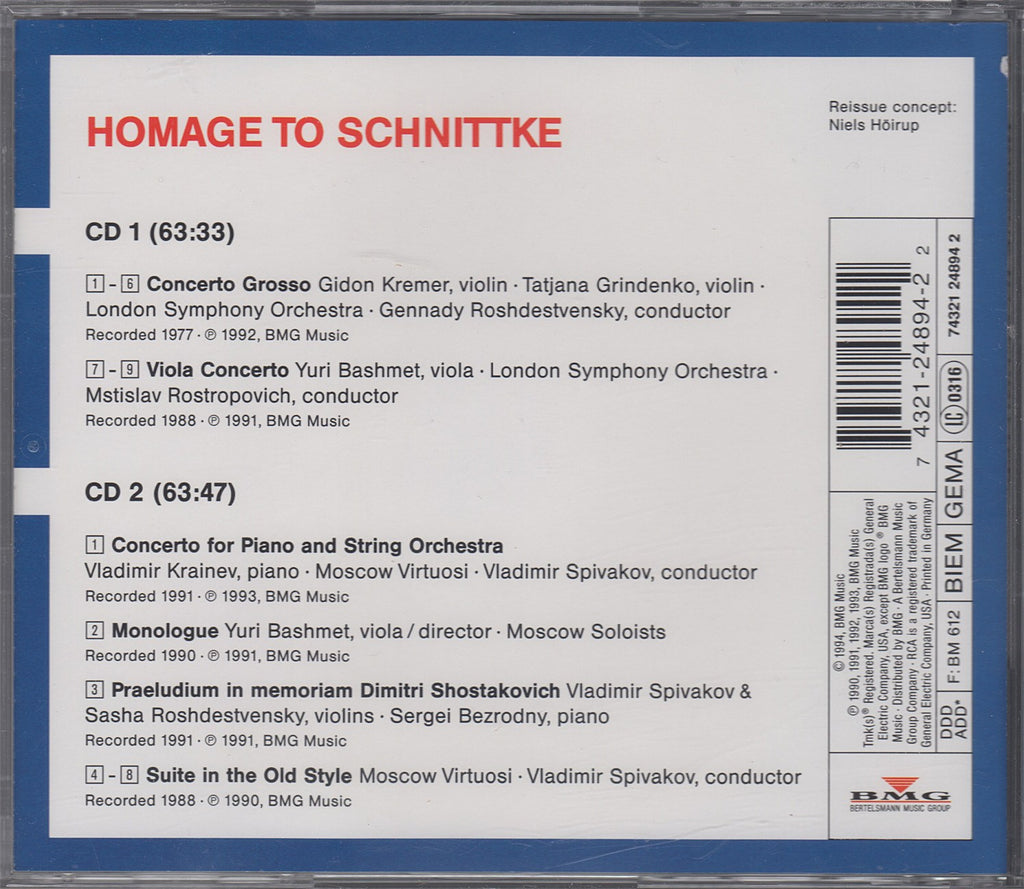 HOMAGE TO SCHNITTKE
Reissue concept:
Niels Höirup
CD 1 (63:33)
1 - 6 Concerto Grosso Gidon Kremer, violin · Tatjana Grindenko, violin ·
London Symphony Orchestra · Gennady Roshdestvensky, conductor
Recorded 1977 · ℗ 1992, BMG Music
7 - 9 Viola Concerto Yuri Bashmet, viola · London Symphony Orchestra ·
Mstislav Rostropovich, conductor
Recorded 1988 · ℗ 1991, BMG Music
CD 2 (63:47)
1 Concerto for Piano and String Orchestra
Vladimir Krainev, piano · Moscow Virtuosi · Vladimir Spivakov, conductor
Recorded 1991 · ℗ 1993, BMG Music
2 Monologue Yuri Bashmet, viola / director · Moscow Soloists
Recorded 1990 · ℗ 1991, BMG Music
3 Praeludium in memoriam Dimitri Shostakovich Vladimir Spivakov &
Sasha Roshdestvensky, violins · Sergei Bezrodny, piano
Recorded 1991 · ℗ 1991, BMG Music
4 - 8 Suite in the Old Style Moscow Virtuosi · Vladimir Spivakov, conductor
Recorded 1988 · ℗ 1990, BMG Music
7 4321-24894-2 2
74321 24894 2
LC 0316
GEMA
BIEM
F: BM 612
DDD
ADD*
© 1994, BMG Music
℗ 1990, 1991, 1992, 1993, BMG Music
Tmk(s)® Registered. Marca(s) Registrada(s) General
Electric Company, USA, except BMG logo ® BMG
Music · Distributed by BMG · A Bertelsmann Music
Group Company · RCA is a registered trademark of
General Electric Company, USA · Printed in Germany
BMG
BERTELSMANN MUSIC GROUP